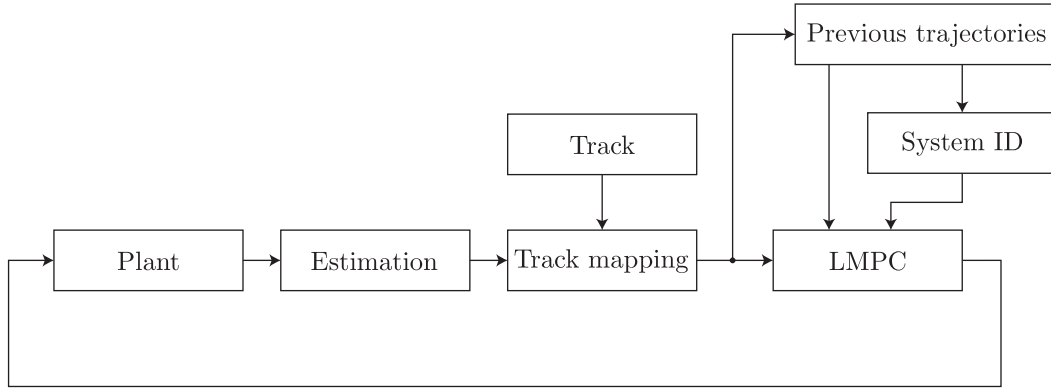 Previous trajectories
System ID
Track
Plant
Estimation
Track mapping
LMPC